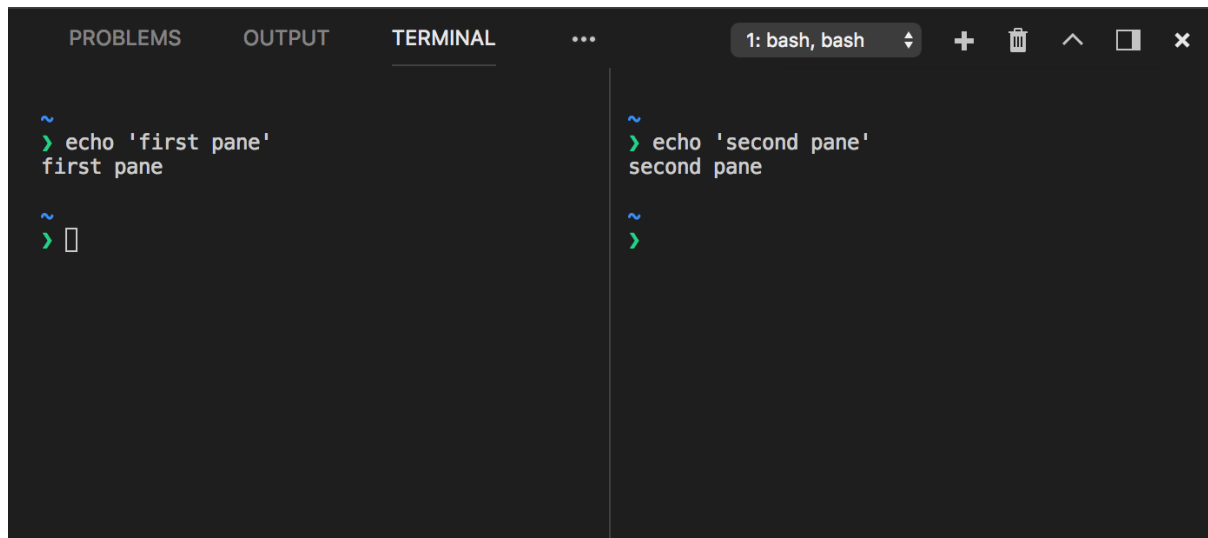 PROBLEMS OUTPUT TERMINAL ••• 1: bash, bash
~
❯ echo 'first pane'
first pane
~
❯
~
❯ echo 'second pane'
second pane
~
❯